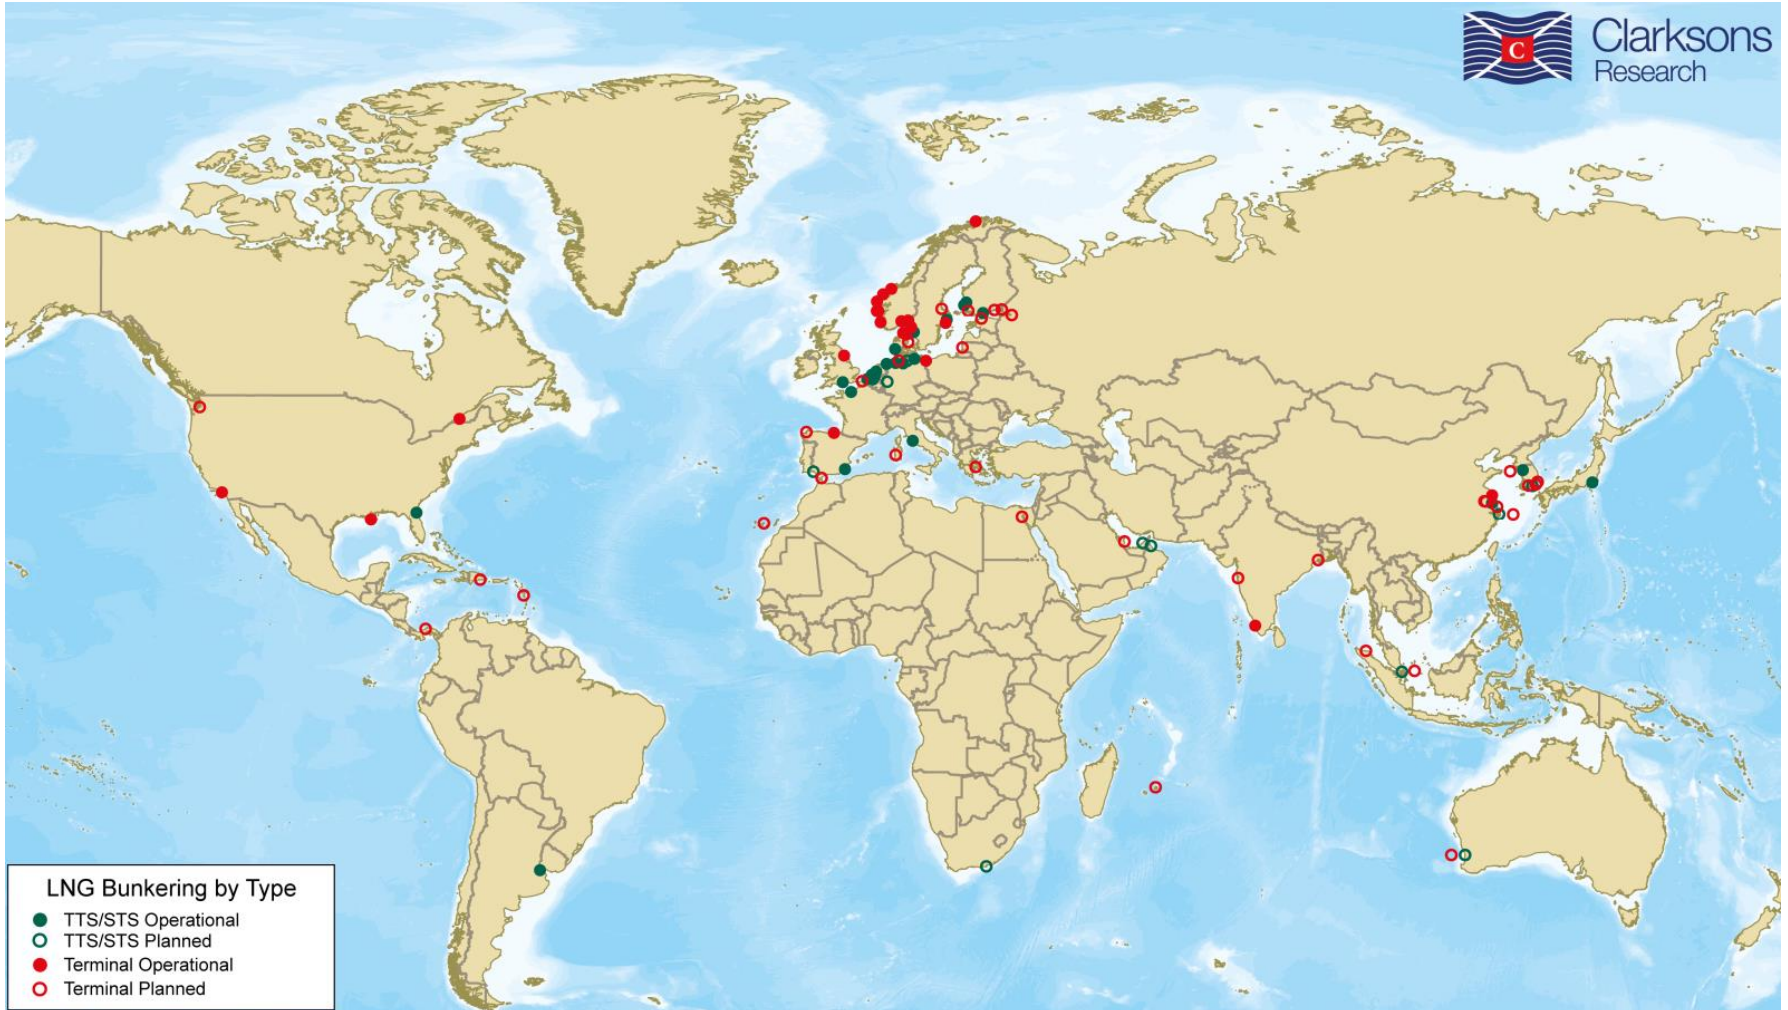 C
Clarksons
Research
LNG Bunkering by Type
TTS/STS Operational
TTS/STS Planned
Terminal Operational
Terminal Planned